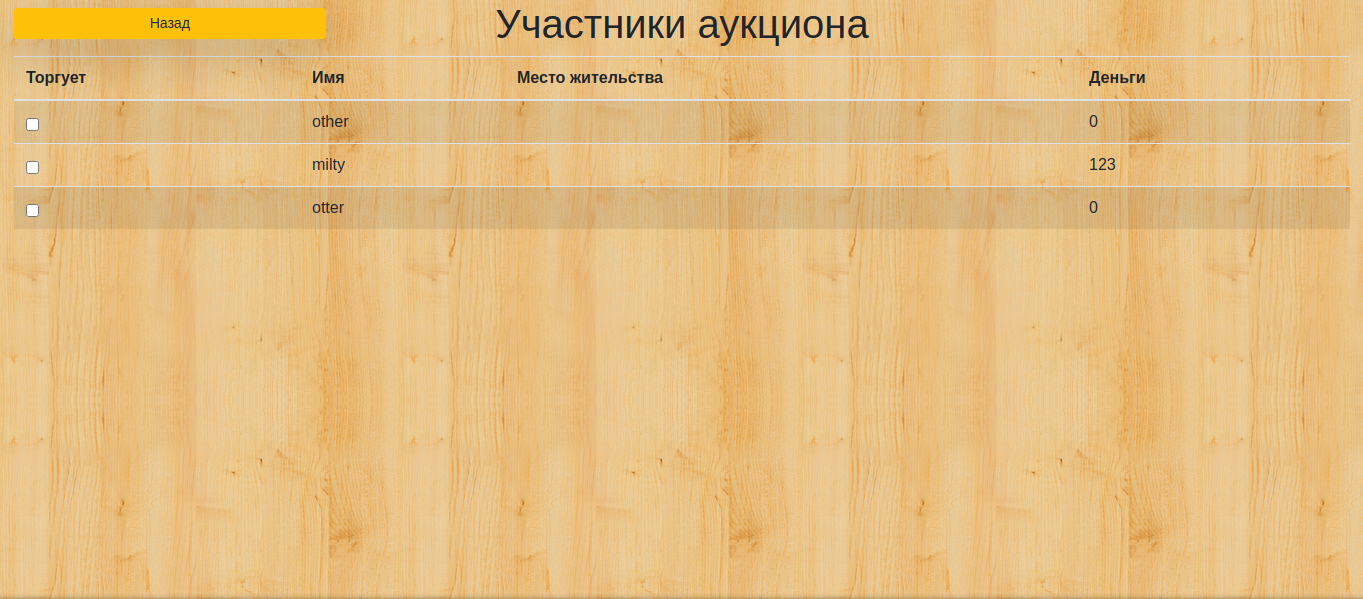 Назад
Участники аукциона
Торгует Имя Место жительства Деньги
other 0
milty 123
otter 0